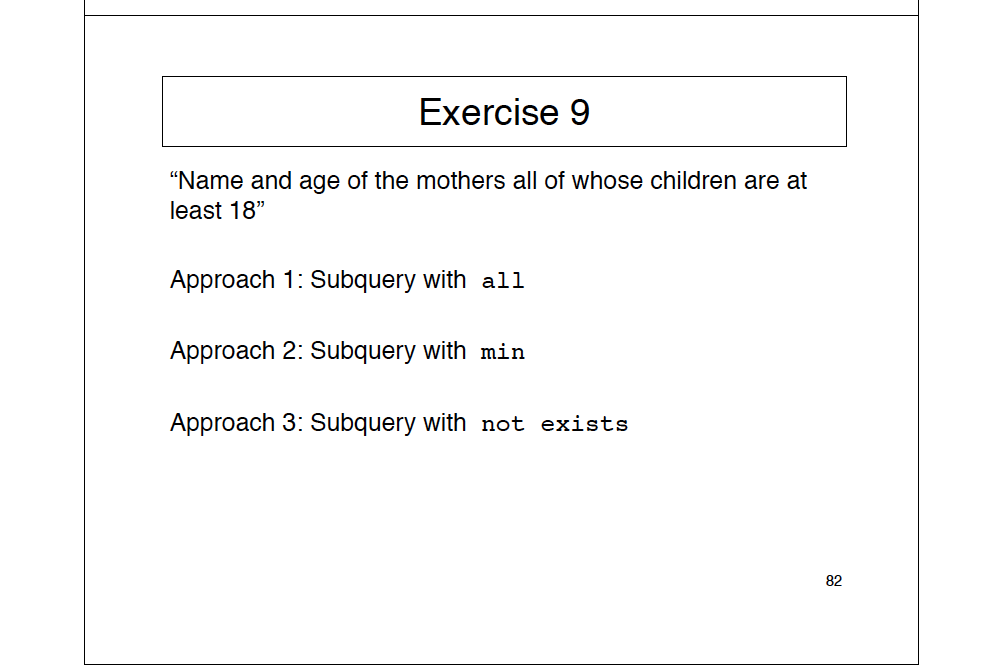 Exercise 9
“Name and age of the mothers all of whose children are at
least 18”
Approach 1: Subquery with all
Approach 2: Subquery with min
Approach 3: Subquery with not exists
82